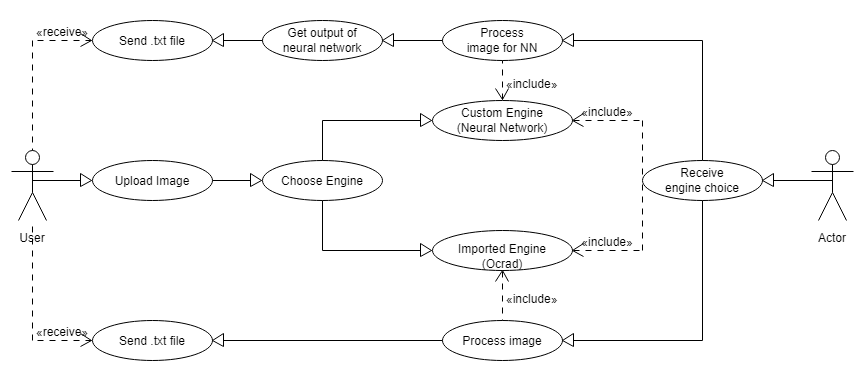 «receive»
Send .txt file
Get output of
neural network
Process
image for NN
«include»
Custom Engine
(Neural Network)
«include»
User
Upload Image
Choose Engine
Receive
engine choice
Actor
Imported Engine
(Ocrad)
«include»
«include»
«receive»
Send .txt file
Process image